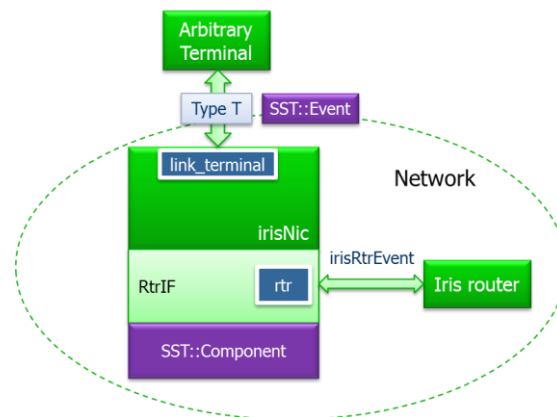 Arbitrary
Terminal
Type T
SST::Event
link_terminal
Network
irisNic
irisRtrEvent
RtrIF
rtr
Iris router
SST::Component